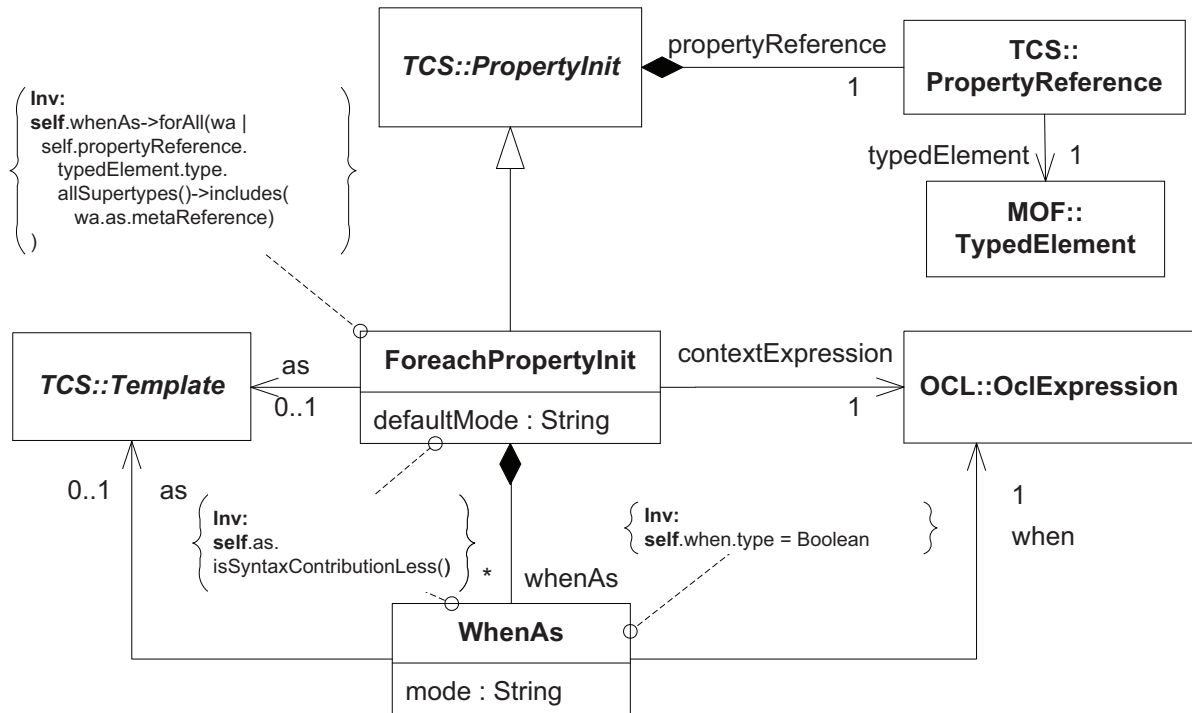 TCS::PropertyInit
propertyReference
1
TCS::
PropertyReference
Inv:
self.whenAs->forAll(wa |
self.propertyReference.
typedElement.type.
allSupertypes()->includes(
wa.as.metaReference)
)
typedElement
1
MOF::
TypedElement
TCS::Template
as
0..1
ForeachPropertyInit
defaultMode : String
contextExpression
1
OCL::OclExpression
0..1
as
Inv:
self.as.
isSyntaxContributionLess()
*
whenAs
Inv:
self.when.type = Boolean
1
when
WhenAs
mode : String